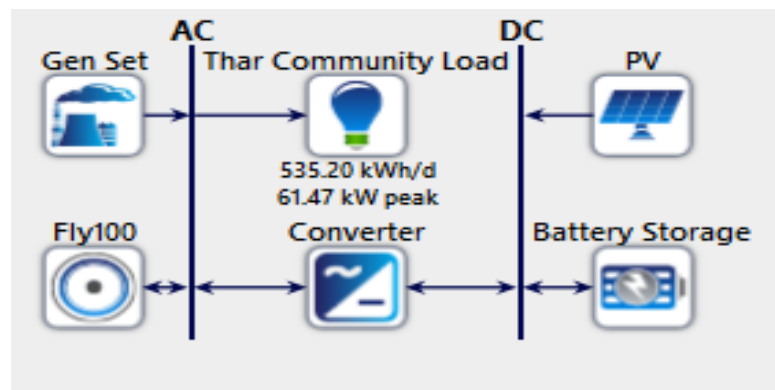 AC DC
Gen Set Thar Community Load PV
535.20 kWh/d
61.47 kW peak
Fly100 Converter Battery Storage